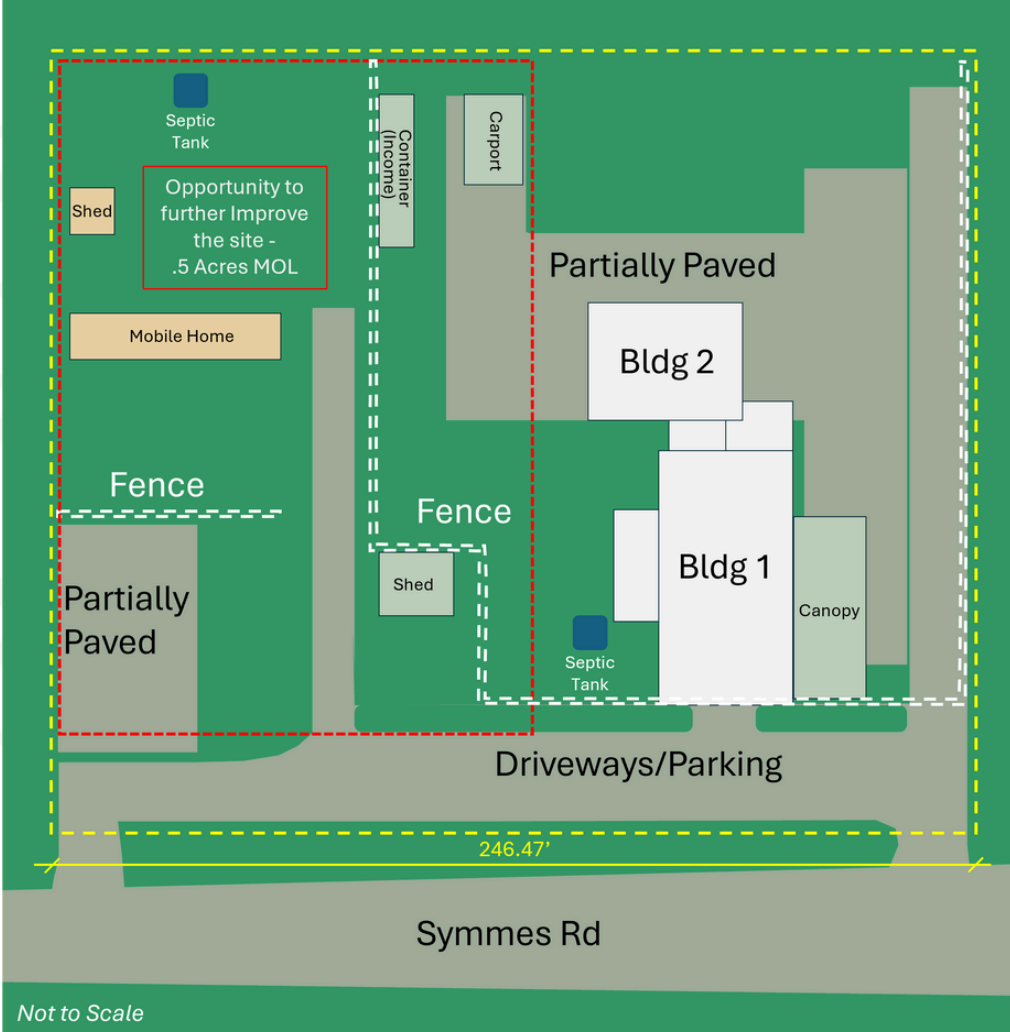 Septic
Tank
Container
(Income)
Carport
Opportunity to
further Improve
the site -
.5 Acres MOL
Shed
Partially Paved
Mobile Home
Bldg 2
Fence
Fence
Bldg 1
Shed
Partially
Paved
Canopy
Septic
Tank
Driveways/Parking
246.47’
Symmes Rd
Not to Scale